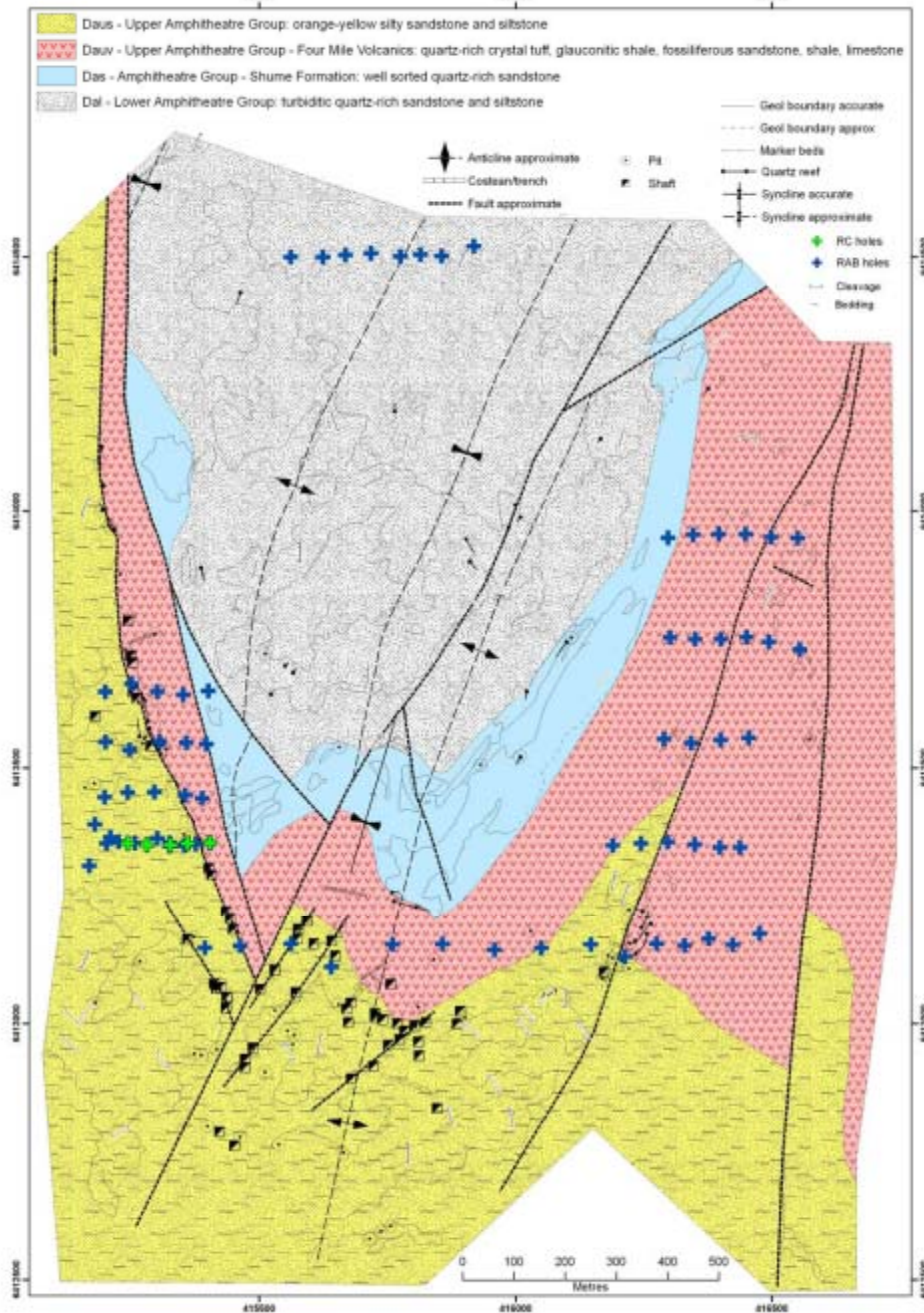 Daus - Upper Amphitheatre Group: orange-yellow silty sandstone and siltstone
Dauv - Upper Amphitheatre Group - Four Mile Volcanics: quartz-rich crystal tuff, glauconitic shale, fossiliferous sandstone, shale, limestone
Das - Amphitheatre Group - Shume Formation: well sorted quartz-rich sandstone
Dal - Lower Amphitheatre Group: turbiditic quartz-rich sandstone and siltstone
Anticline approximate
Costean/trench
Fault approximate
Pit
Shaft
Geol boundary accurate
Geol boundary approx
Marker beds
Quartz reef
Syncline accurate
Syncline approximate
RC holes
RAB holes
Cleavage
Bedding
0 100 200 300 400 500
Metres
415500 416000 416500